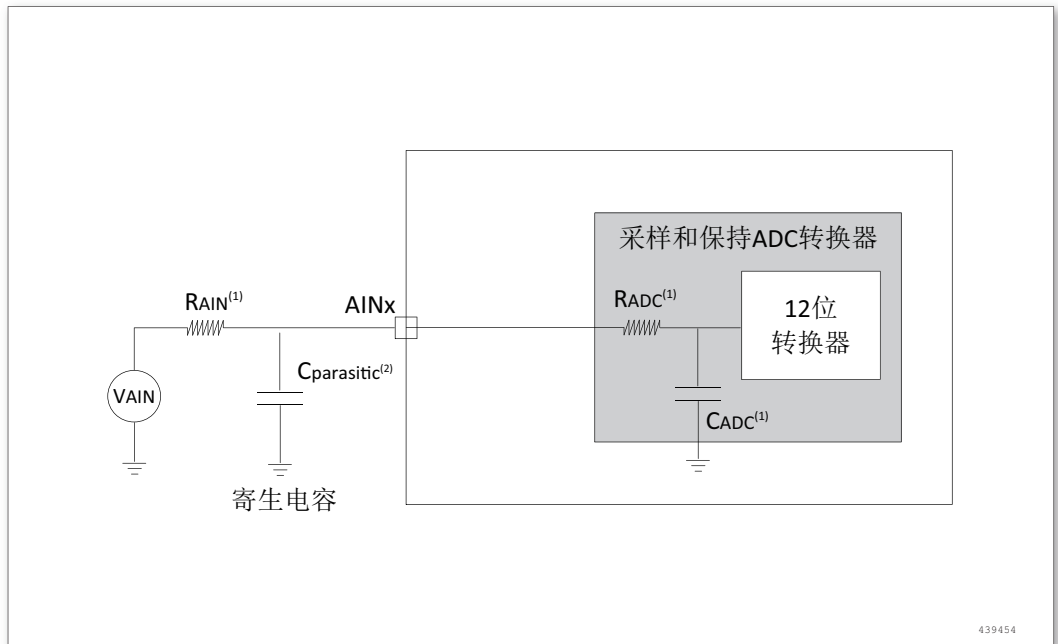 采样和保持ADC转换器
RAIN(1)
AINx
RADC(1)
12位
转换器
Cparasitic(2)
VAIN
CADC(1)
寄生电容
439454